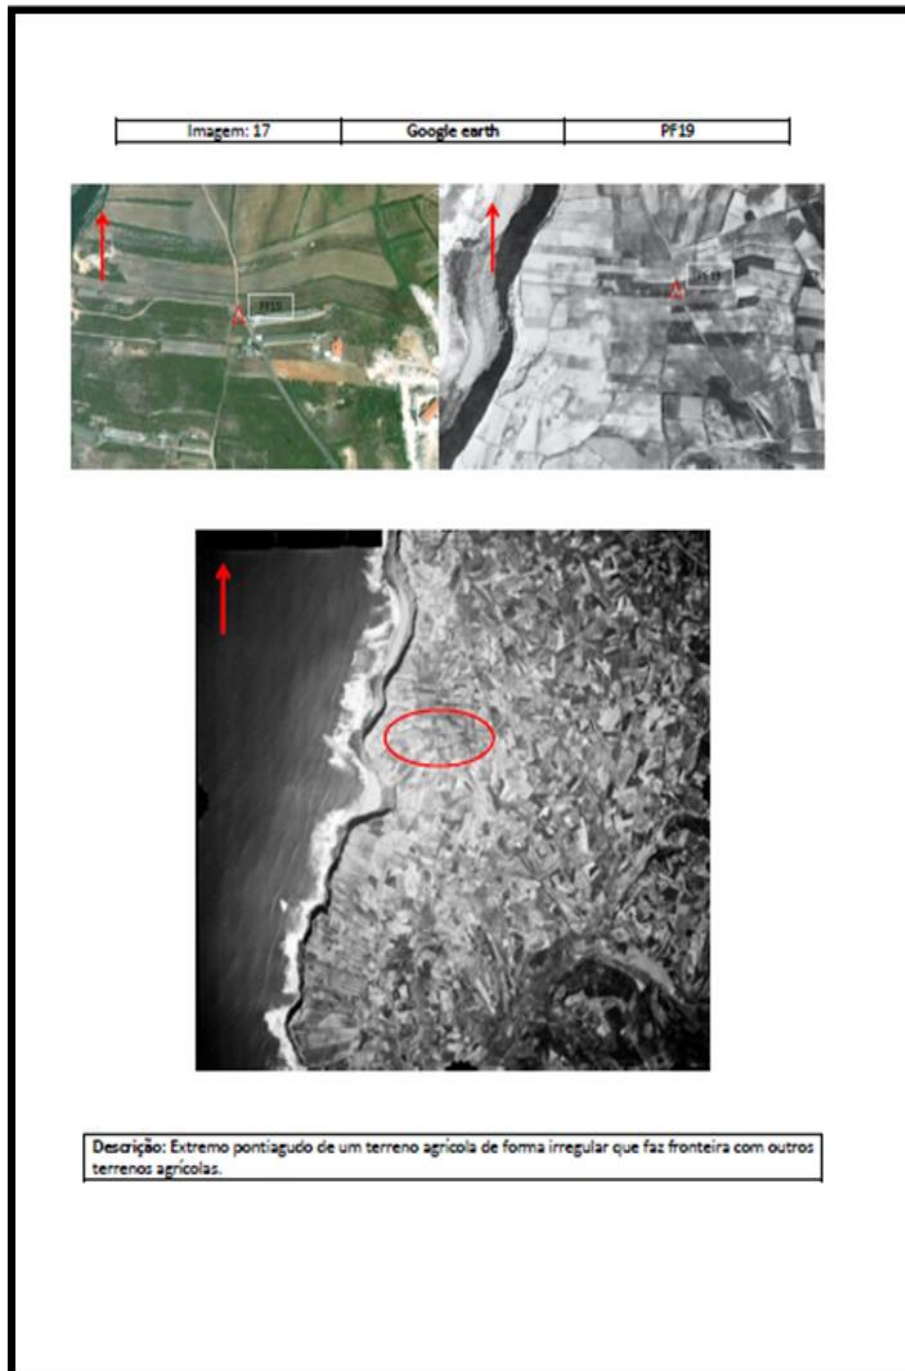 Imagem: 17 Google earth PF19
PF19
Descrição: Extremo pontiagudo de um terreno agrícola de forma irregular que faz fronteira com outros
terrenos agrícolas.